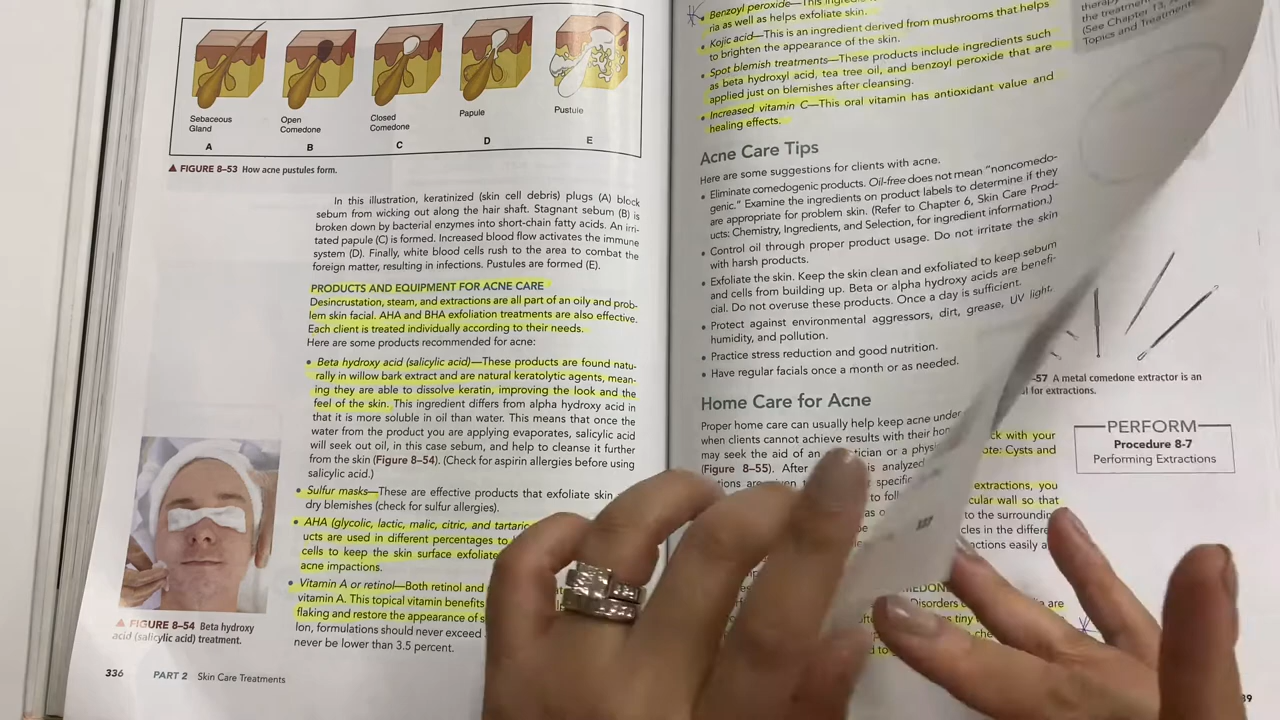 Sebaceous
Gland
Open
Comedone
Closed
Comedone
Papule
Pustule
A
B
C
D
E
▲ FIGURE 8–53 How acne pustules form.
In this illustration, keratinized (skin cell debris) plugs (A) block
sebum from wicking out along the hair shaft. Stagnant sebum (B) is
broken down by bacterial enzymes into short-chain fatty acids. An irri-
tated papule (C) is formed. Increased blood flow activates the immune
system (D). Finally, white blood cells rush to the area to combat the
foreign matter, resulting in infections. Pustules are formed (E).
PRODUCTS AND EQUIPMENT FOR ACNE CARE
Desincrustation, steam, and extractions are all part of an oily and prob-
lem skin facial. AHA and BHA exfoliation treatments are also effective.
Each client is treated individually according to their needs.
Here are some products recommended for acne:
• Beta hydroxy acid (salicylic acid)—These products are found natu-
rally in willow bark extract and are natural keratolytic agents, mean-
ing they are able to dissolve keratin, improving the look and the
feel of the skin. This ingredient differs from alpha hydroxy acid in
that it is more soluble in oil than water. This means that once the
water from the product you are applying evaporates, salicylic acid
will seek out oil, in this case sebum, and help to cleanse it further
from the skin (Figure 8–54). (Check for aspirin allergies before using
salicylic acid.)
• Sulfur masks—These are effective products that exfoliate skin
dry blemishes (check for sulfur allergies).
• AHA (glycolic, lactic, malic, citric, and tartaric
ucts are used in different percentages to
cells to keep the skin surface exfoliate
acne impactions.
• Vitamin A or retinol—Both retinol and
vitamin A. This topical vitamin benefits
flaking and restore the appearance of s
lon, formulations should never exceed
never be lower than 3.5 percent.
▲ FIGURE 8–54 Beta hydroxy
acid (salicylic acid) treatment.
336 PART 2 Skin Care Treatments
Benzoyl peroxide—This
ria as well as helps exfoliate skin.
• Kojic acid—This is an ingredient derived from mushrooms that helps
to brighten the appearance of the skin.
• Spot blemish treatments—These products include ingredients such
as beta hydroxyl acid, tea tree oil, and benzoyl peroxide that are
applied just on blemishes after cleansing.
• Increased vitamin C—This oral vitamin has antioxidant value and
healing effects.
Acne Care Tips
Here are some suggestions for clients with acne.
• Eliminate comedogenic products. Oil-free does not mean "noncomedo-
genic." Examine the ingredients on product labels to determine if they
are appropriate for problem skin. (Refer to Chapter 6, Skin Care Prod-
ucts: Chemistry, Ingredients, and Selection, for ingredient information.)
• Control oil through proper product usage. Do not irritate the skin
with harsh products.
• Exfoliate the skin. Keep the skin clean and exfoliated to keep sebum
and cells from building up. Beta or alpha hydroxy acids are benefi-
cial. Do not overuse these products. Once a day is sufficient.
• Protect against environmental aggressors, dirt, grease, UV light,
humidity, and pollution.
• Practice stress reduction and good nutrition.
• Have regular facials once a month or as needed.
Home Care for Acne
Proper home care can usually help keep acne under
when clients cannot achieve results with their
may seek the aid of an
(Figure 8–55). After is analyzed
specific
to
therapy
the treatment
(See Chapter 13,
Topics and Treatment
-57 A metal comedone extractor is an
for extractions.
PERFORM
Procedure 8-7
Performing Extractions
ck with your
ote: Cysts and
extractions, you
cular wall so that
to the surroundin
cles in the differe
ctions easily a
Disorders
are
tiny
337